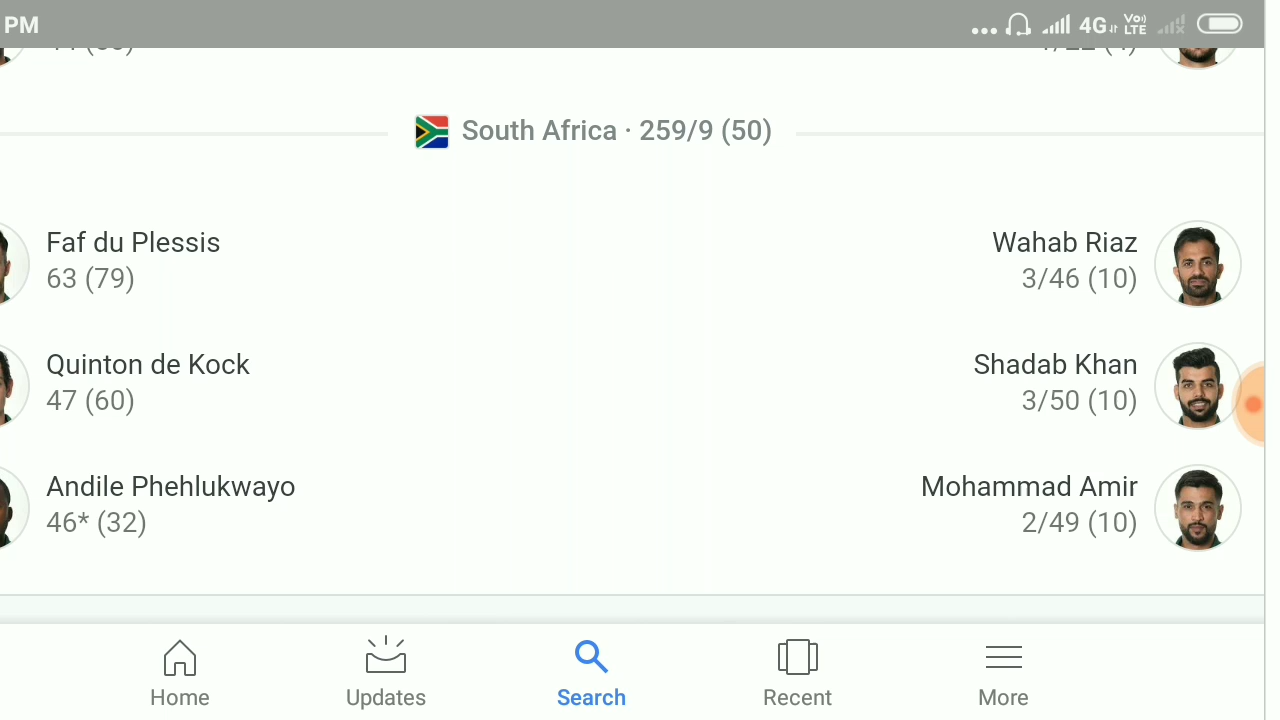 PM
4G
Vo)
LTE
South Africa · 259/9 (50)
Faf du Plessis
63 (79)
Wahab Riaz
3/46 (10)
Quinton de Kock
47 (60)
Shadab Khan
3/50 (10)
Andile Phehlukwayo
46* (32)
Mohammad Amir
2/49 (10)
Home
Updates
Search
Recent
More